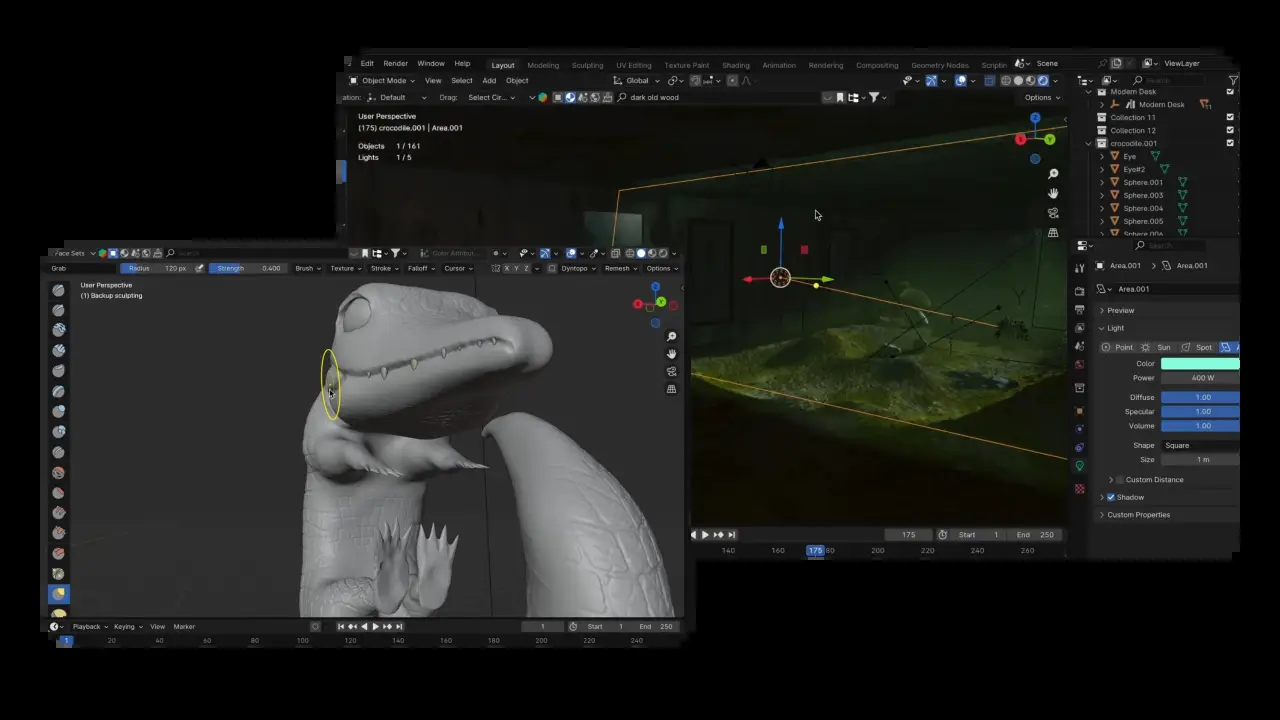 Edit Render Window Help Layout Modeling Sculpting UV Editing Texture Paint Shading Animation Rendering Compositing Geometry Nodes Scriptin Scene ViewLayer
Object Mode View Select Add Object Global Search
Default Drag: Select Cir... dark old wood Options
User Perspective
(175) crocodile.001 | Area.001
Objects 1 / 161
Lights 1 / 5
Modern Desk
Modern Desk
Collection 11
Collection 12
crocodile.001
Eye
Eye#2
Sphere.001
Sphere.003
Sphere.004
Sphere.005
Sphere.006
Search
Area.001 > Area.001
Area.001
Preview
Light
Point Sun Spot
Color
Power 400 W
Diffuse 1.00
Specular 1.00
Volume 1.00
Shape Square
Size 1 m
Custom Distance
Shadow
Custom Properties
175 Start 1 End 250
140 160 175 80 200 220 240 260
Face Sets Search Color Attribut...
Grab Radius 120 px Strength 0.400 Brush Texture Stroke Falloff Cursor X Y Z Dyntopo Remesh Options
User Perspective
(1) Backup sculpting
Playback Keying View Marker 1 Start 1 End 250
1 20 40 60 80 100 120 140 160 180 200 220 240